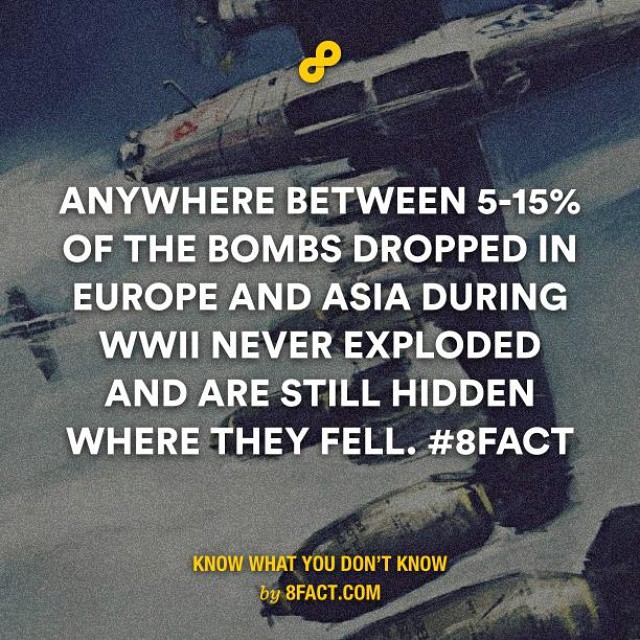 ANYWHERE BETWEEN 5-15%
OF THE BOMBS DROPPED IN
EUROPE AND ASIA DURING
WWII NEVER EXPLODED
AND ARE STILL HIDDEN
WHERE THEY FELL. #8FACT
KNOW WHAT YOU DON'T KNOW
by 8FACT.COM